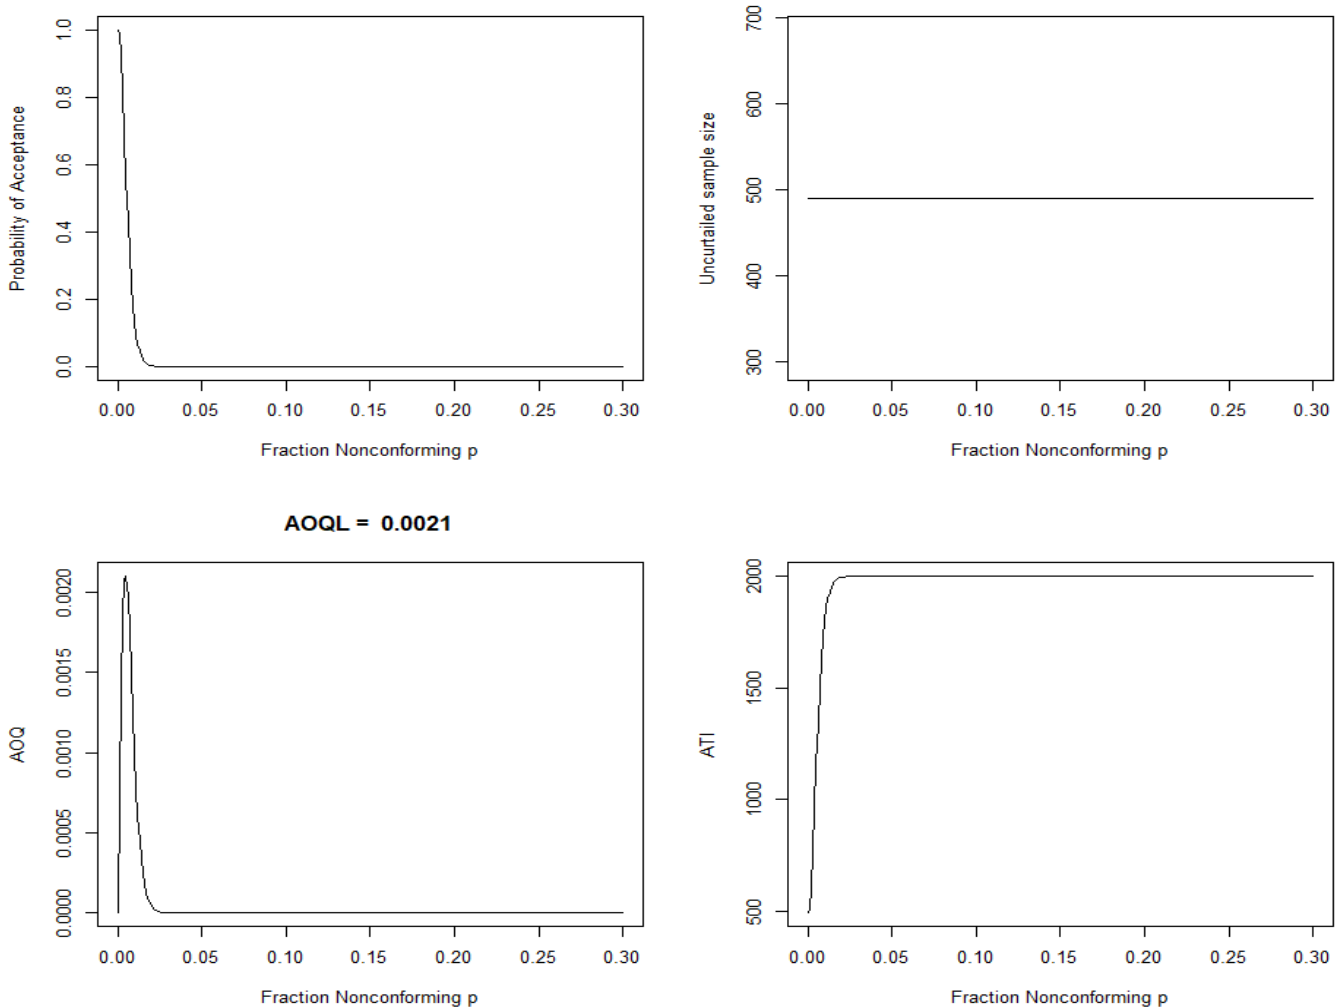 Probability of Acceptance
1.0
0.8
0.6
0.4
0.2
0.0
0.00 0.05 0.10 0.15 0.20 0.25 0.30
Fraction Nonconforming p
Uncurtailed sample size
700
600
500
400
300
0.00 0.05 0.10 0.15 0.20 0.25 0.30
Fraction Nonconforming p
AOQL = 0.0021
AOQ
0.0020
0.0015
0.0010
0.0005
0.0000
0.00 0.05 0.10 0.15 0.20 0.25 0.30
Fraction Nonconforming p
ATI
2000
1500
1000
500
0.00 0.05 0.10 0.15 0.20 0.25 0.30
Fraction Nonconforming p